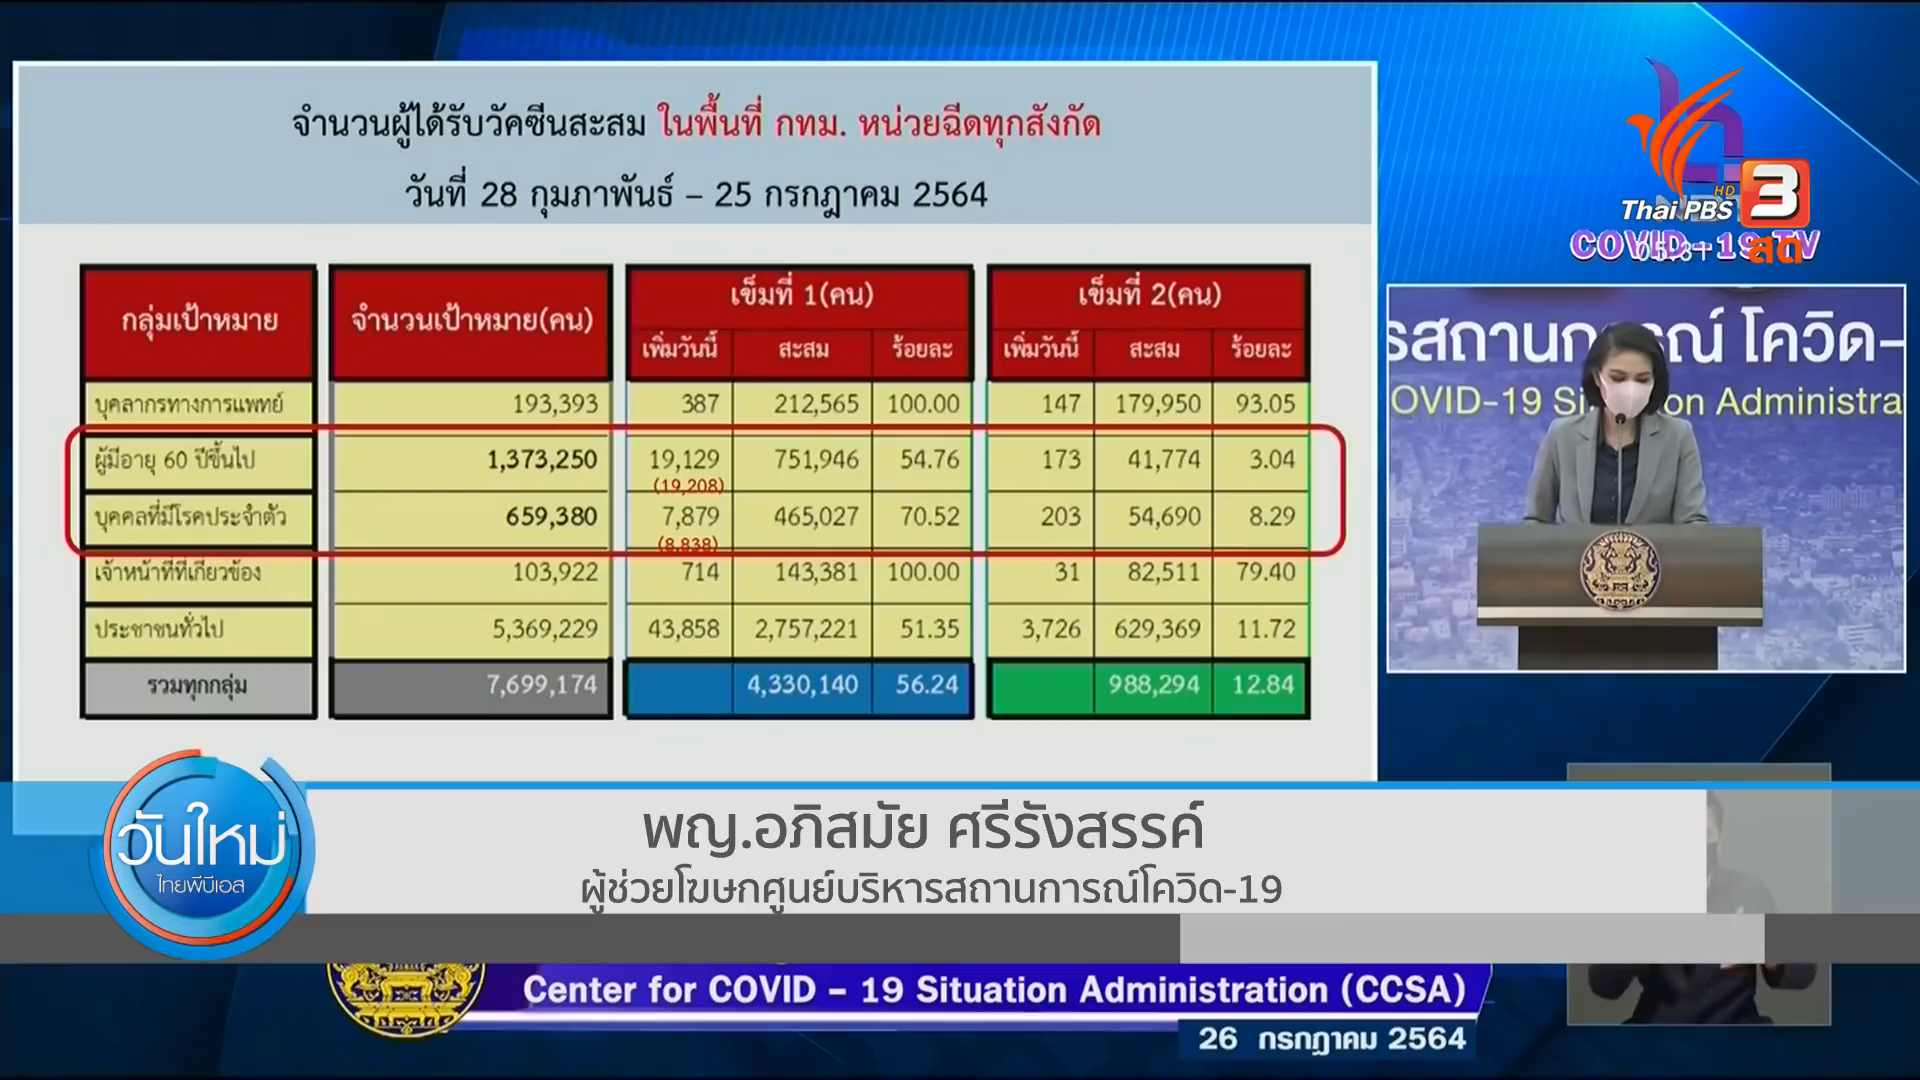 จำนวนผู้ได้รับวัคซีนสะสม ในพื้นที่ กทม. หน่วยฉีดทุกสังกัด
วันที่ 28 กุมภาพันธ์ – 25 กรกฎาคม 2564
กลุ่มเป้าหมาย จำนวนเป้าหมาย(คน) เข็มที่ 1(คน) เข็มที่ 2(คน)
เพิ่มวันนี้ สะสม ร้อยละ เพิ่มวันนี้ สะสม ร้อยละ
บุคลากรทางการแพทย์ 193,393 387 212,565 100.00 147 179,950 93.05
ผู้มีอายุ 60 ปีขึ้นไป 1,373,250 19,129 751,946 54.76 173 41,774 3.04
(19,208)
บุคคลที่มีโรคประจำตัว 659,380 7,879 465,027 70.52 203 54,690 8.29
(8,838)
เจ้าหน้าที่ที่เกี่ยวข้อง 103,922 714 143,381 100.00 31 82,511 79.40
ประชาชนทั่วไป 5,369,229 43,858 2,757,221 51.35 3,726 629,369 11.72
รวมทุกกลุ่ม 7,699,174 4,330,140 56.24 988,294 12.84
HD
Thai PBS 3
COVID-19 TV
สด
รสถานการณ์ โควิด-
OVID-19 Si on Administra
วันใหม่
ไทยพีบีเอส
พญ.อภิสมัย ศรีรังสรรค์
ผู้ช่วยโฆษกศูนย์บริหารสถานการณ์โควิด-19
Center for COVID – 19 Situation Administration (CCSA)
26 กรกฎาคม 2564